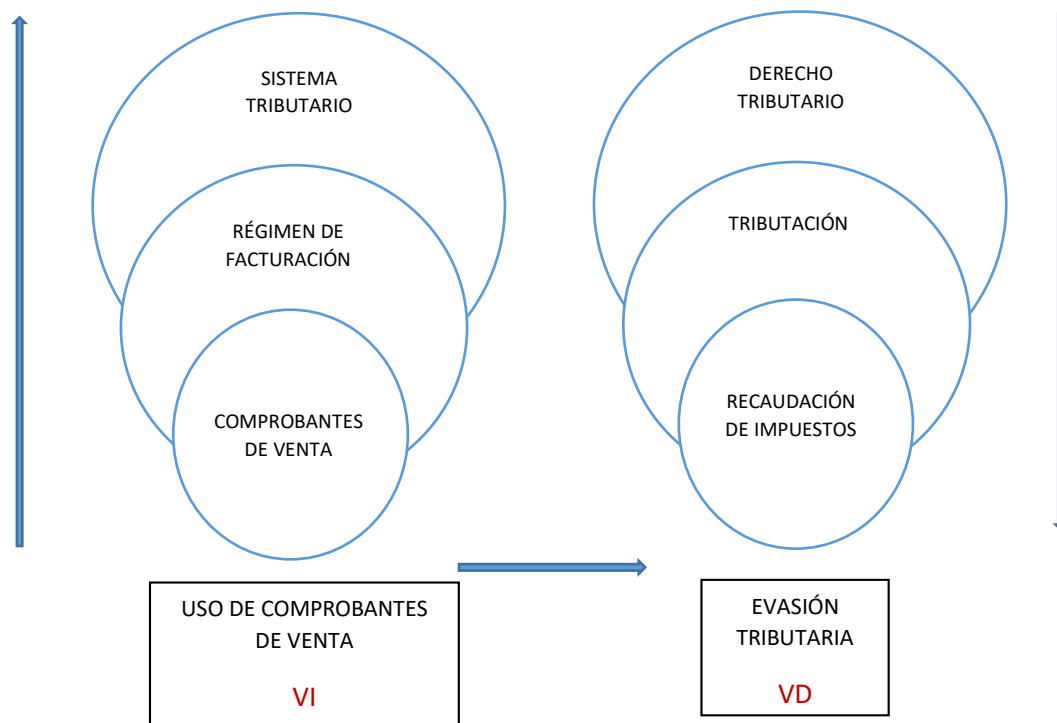 SISTEMA
TRIBUTARIO
RÉGIMEN DE
FACTURACIÓN
COMPROBANTES
DE VENTA
USO DE COMPROBANTES
DE VENTA
VI
DERECHO
TRIBUTARIO
TRIBUTACIÓN
RECAUDACIÓN
DE IMPUESTOS
EVASIÓN
TRIBUTARIA
VD